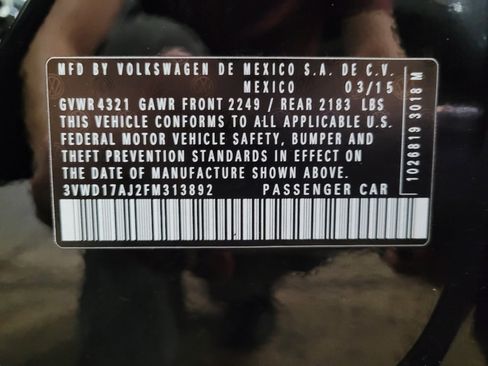 MFD BY VOLKSWAGEN DE MEXICO S.A. DE C.V.
MEXICO 03/15
GVWR 4321 GAWR FRONT 2249 / REAR 2183 LBS
THIS VEHICLE CONFORMS TO ALL APPLICABLE U.S.
FEDERAL MOTOR VEHICLE SAFETY, BUMPER AND
THEFT PREVENTION STANDARDS IN EFFECT ON
THE DATE OF MANUFACTURE SHOWN ABOVE.
3VWD17AJ2FM313892 PASSENGER CAR
1026819 3018 M